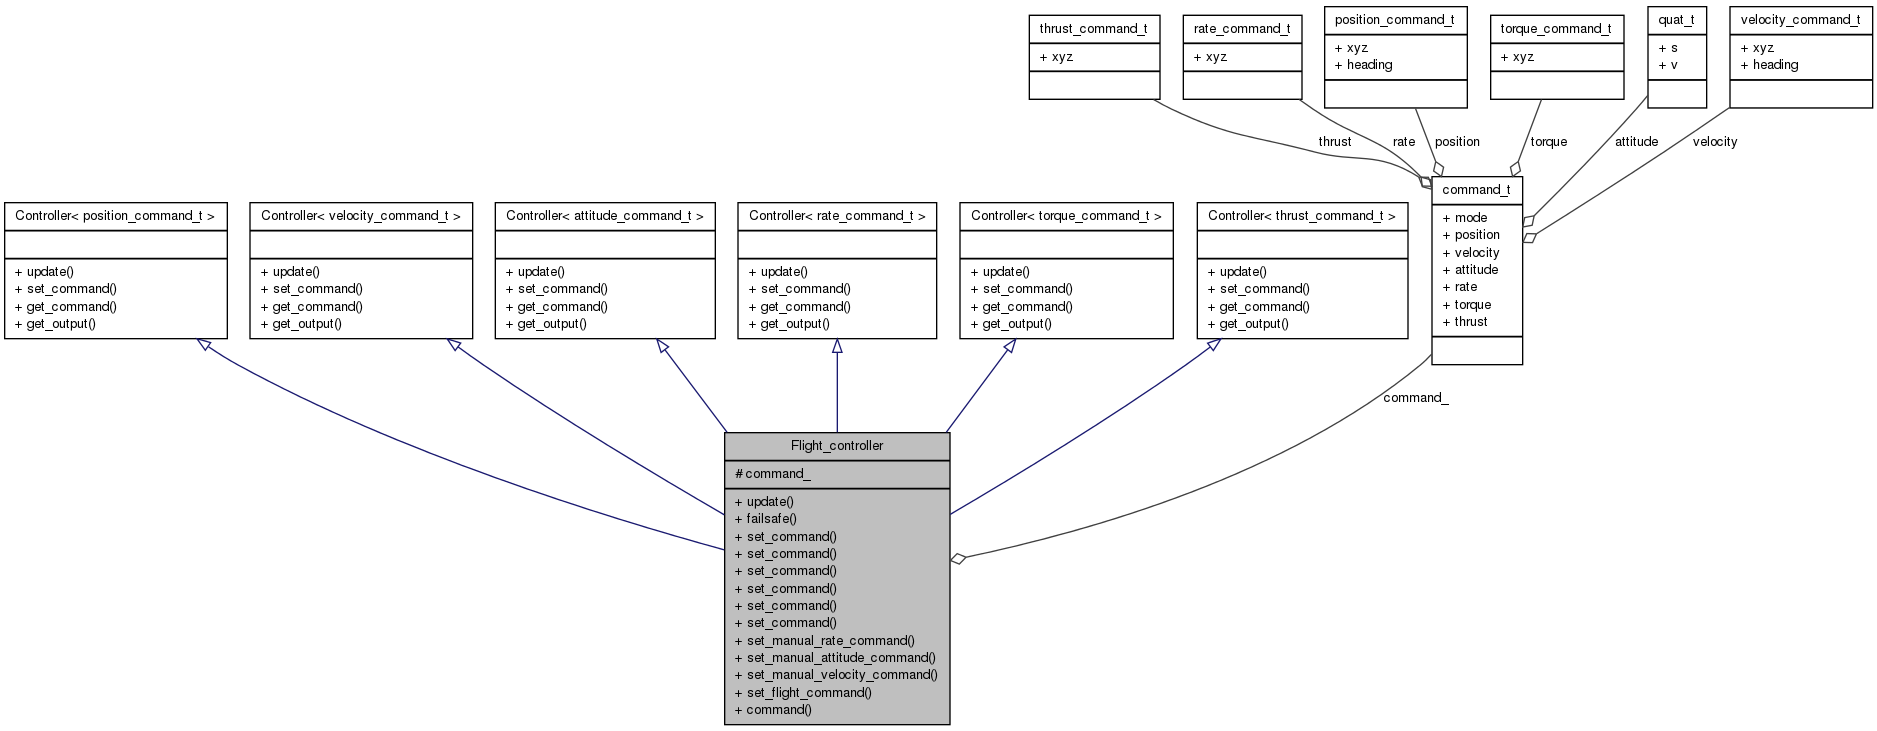 thrust_command_t
+ xyz
rate_command_t
+ xyz
position_command_t
+ xyz
+ heading
torque_command_t
+ xyz
quat_t
+ s
+ v
velocity_command_t
+ xyz
+ heading
thrust
rate
position
torque
attitude
velocity
Controller< position_command_t >
+ update()
+ set_command()
+ get_command()
+ get_output()
Controller< velocity_command_t >
+ update()
+ set_command()
+ get_command()
+ get_output()
Controller< attitude_command_t >
+ update()
+ set_command()
+ get_command()
+ get_output()
Controller< rate_command_t >
+ update()
+ set_command()
+ get_command()
+ get_output()
Controller< torque_command_t >
+ update()
+ set_command()
+ get_command()
+ get_output()
Controller< thrust_command_t >
+ update()
+ set_command()
+ get_command()
+ get_output()
command_t
+ mode
+ position
+ velocity
+ attitude
+ rate
+ torque
+ thrust
command_
Flight_controller
# command_
+ update()
+ failsafe()
+ set_command()
+ set_command()
+ set_command()
+ set_command()
+ set_command()
+ set_command()
+ set_manual_rate_command()
+ set_manual_attitude_command()
+ set_manual_velocity_command()
+ set_flight_command()
+ command()